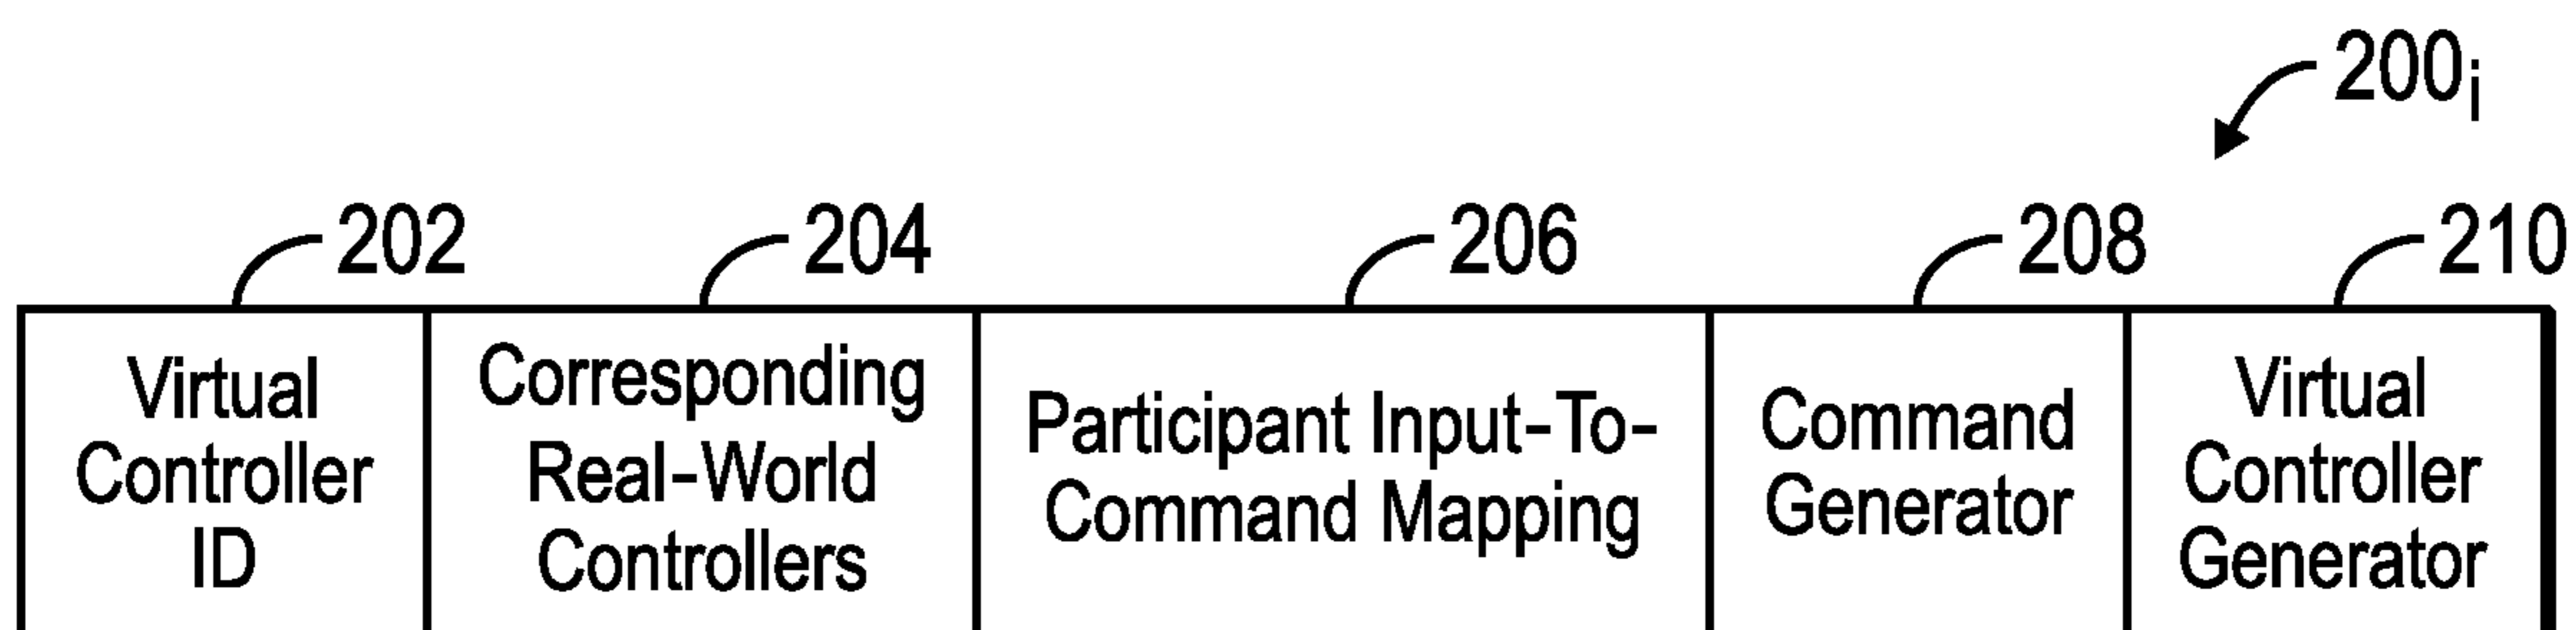 200i
202
204
206
208
210
Virtual
Controller
ID
Corresponding
Real-World
Controllers
Participant Input-To-
Command Mapping
Command
Generator
Virtual
Controller
Generator